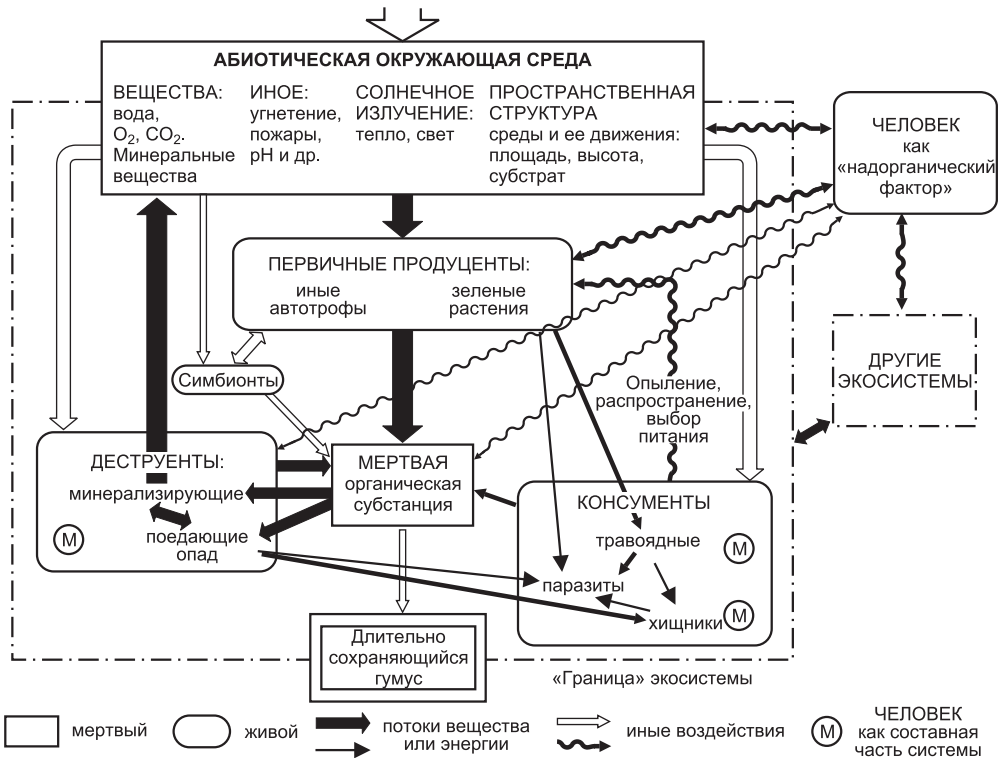 АБИОТИЧЕСКАЯ ОКРУЖАЮЩАЯ СРЕДА
ВЕЩЕСТВА:
вода,
O2, CO2.
Минеральные
вещества
ИНОЕ:
угнетение,
пожары,
pH и др.
СОЛНЕЧНОЕ
ИЗЛУЧЕНИЕ:
тепло, свет
ПРОСТРАНСТВЕННАЯ
СТРУКТУРА
среды и ее движения:
площадь, высота,
субстрат
ЧЕЛОВЕК
как
«надорганический
фактор»
ПЕРВИЧНЫЕ ПРОДУЦЕНТЫ:
иные
автотрофы
зеленые
растения
ДРУГИЕ
ЭКОСИСТЕМЫ
Симбионты
Опыление,
распространение,
выбор
питания
ДЕСТРУЕНТЫ:
минерализирующие
поедающие
опад
М
МЕРТВАЯ
органическая
субстанция
КОНСУМЕНТЫ
травоядные
М
паразиты
хищники
М
Длительно
сохраняющийся
гумус
«Граница» экосистемы
мертвый
живой
потоки вещества
или энергии
иные воздействия
М
ЧЕЛОВЕК
как составная
часть системы